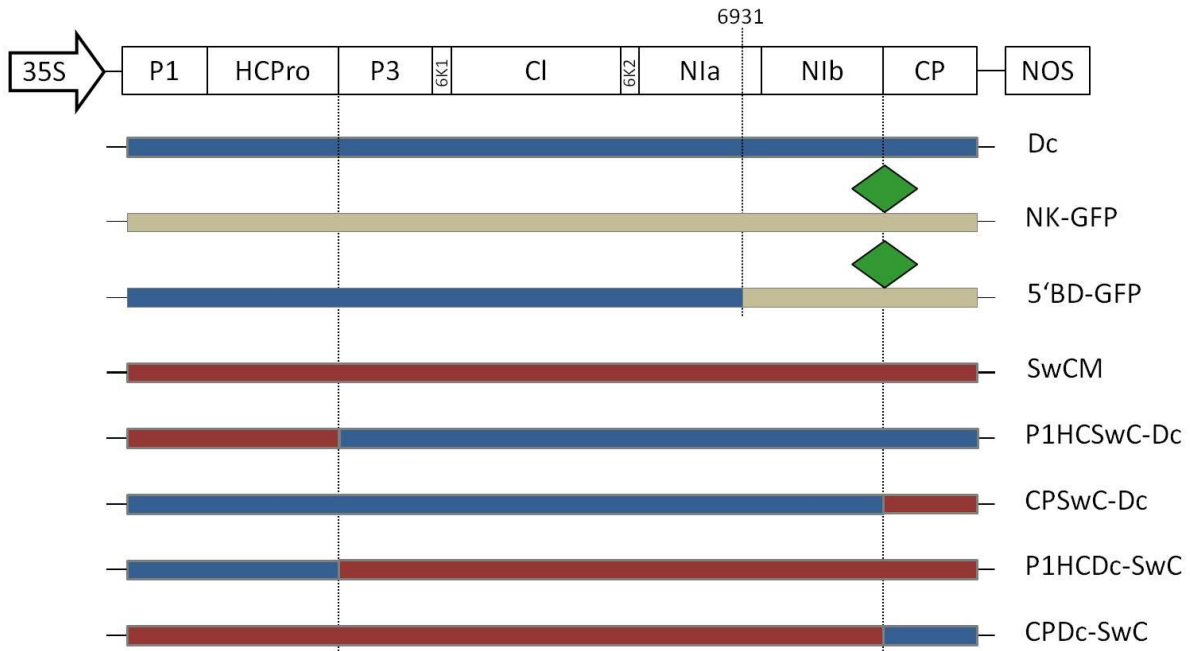 6931
35S P1 HCPro P3 6K1 CI 6K2 NIa NIb CP NOS
Dc
NK-GFP
5‘BD-GFP
SwCM
P1HCSwC-Dc
CPSwC-Dc
P1HCDc-SwC
CPDc-SwC